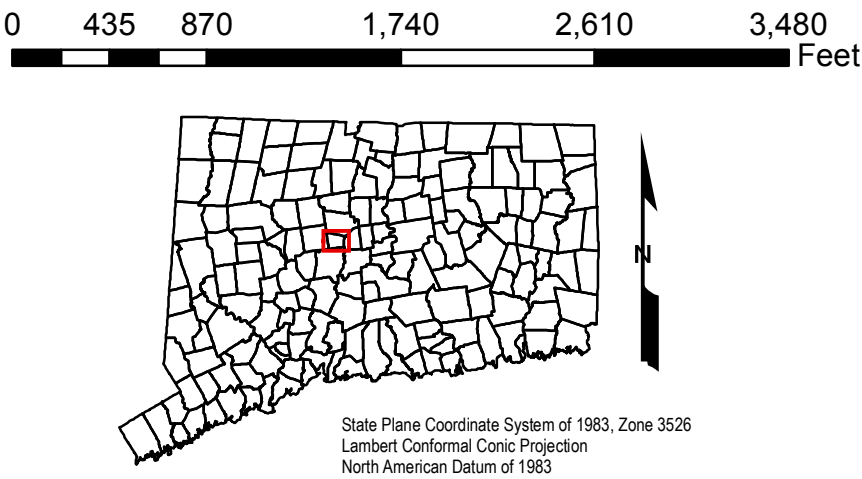 0 435 870 1,740 2,610 3,480
Feet
N
State Plane Coordinate System of 1983, Zone 3526
Lambert Conformal Conic Projection
North American Datum of 1983